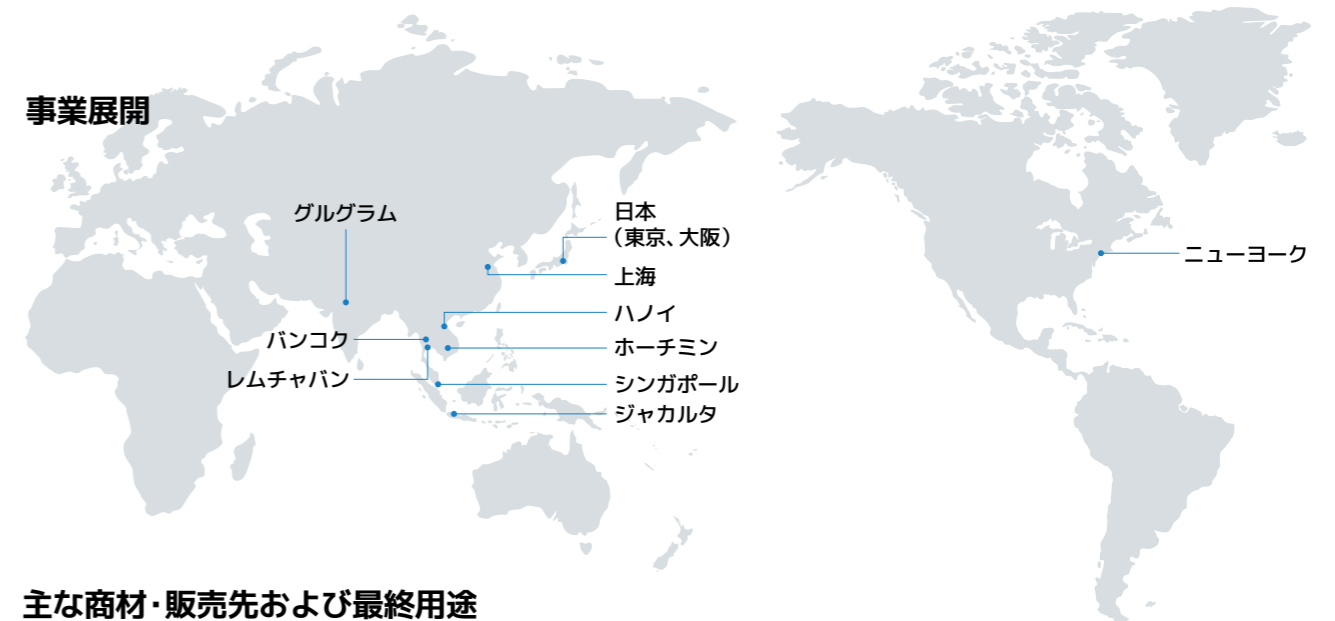 事業展開
グルグラム
日本
（東京、大阪）
上海
ハノイ
バンコク
ホーチミン
レムチャバン
シンガポール
ジャカルタ
ニューヨーク
主な商材・販売先および最終用途